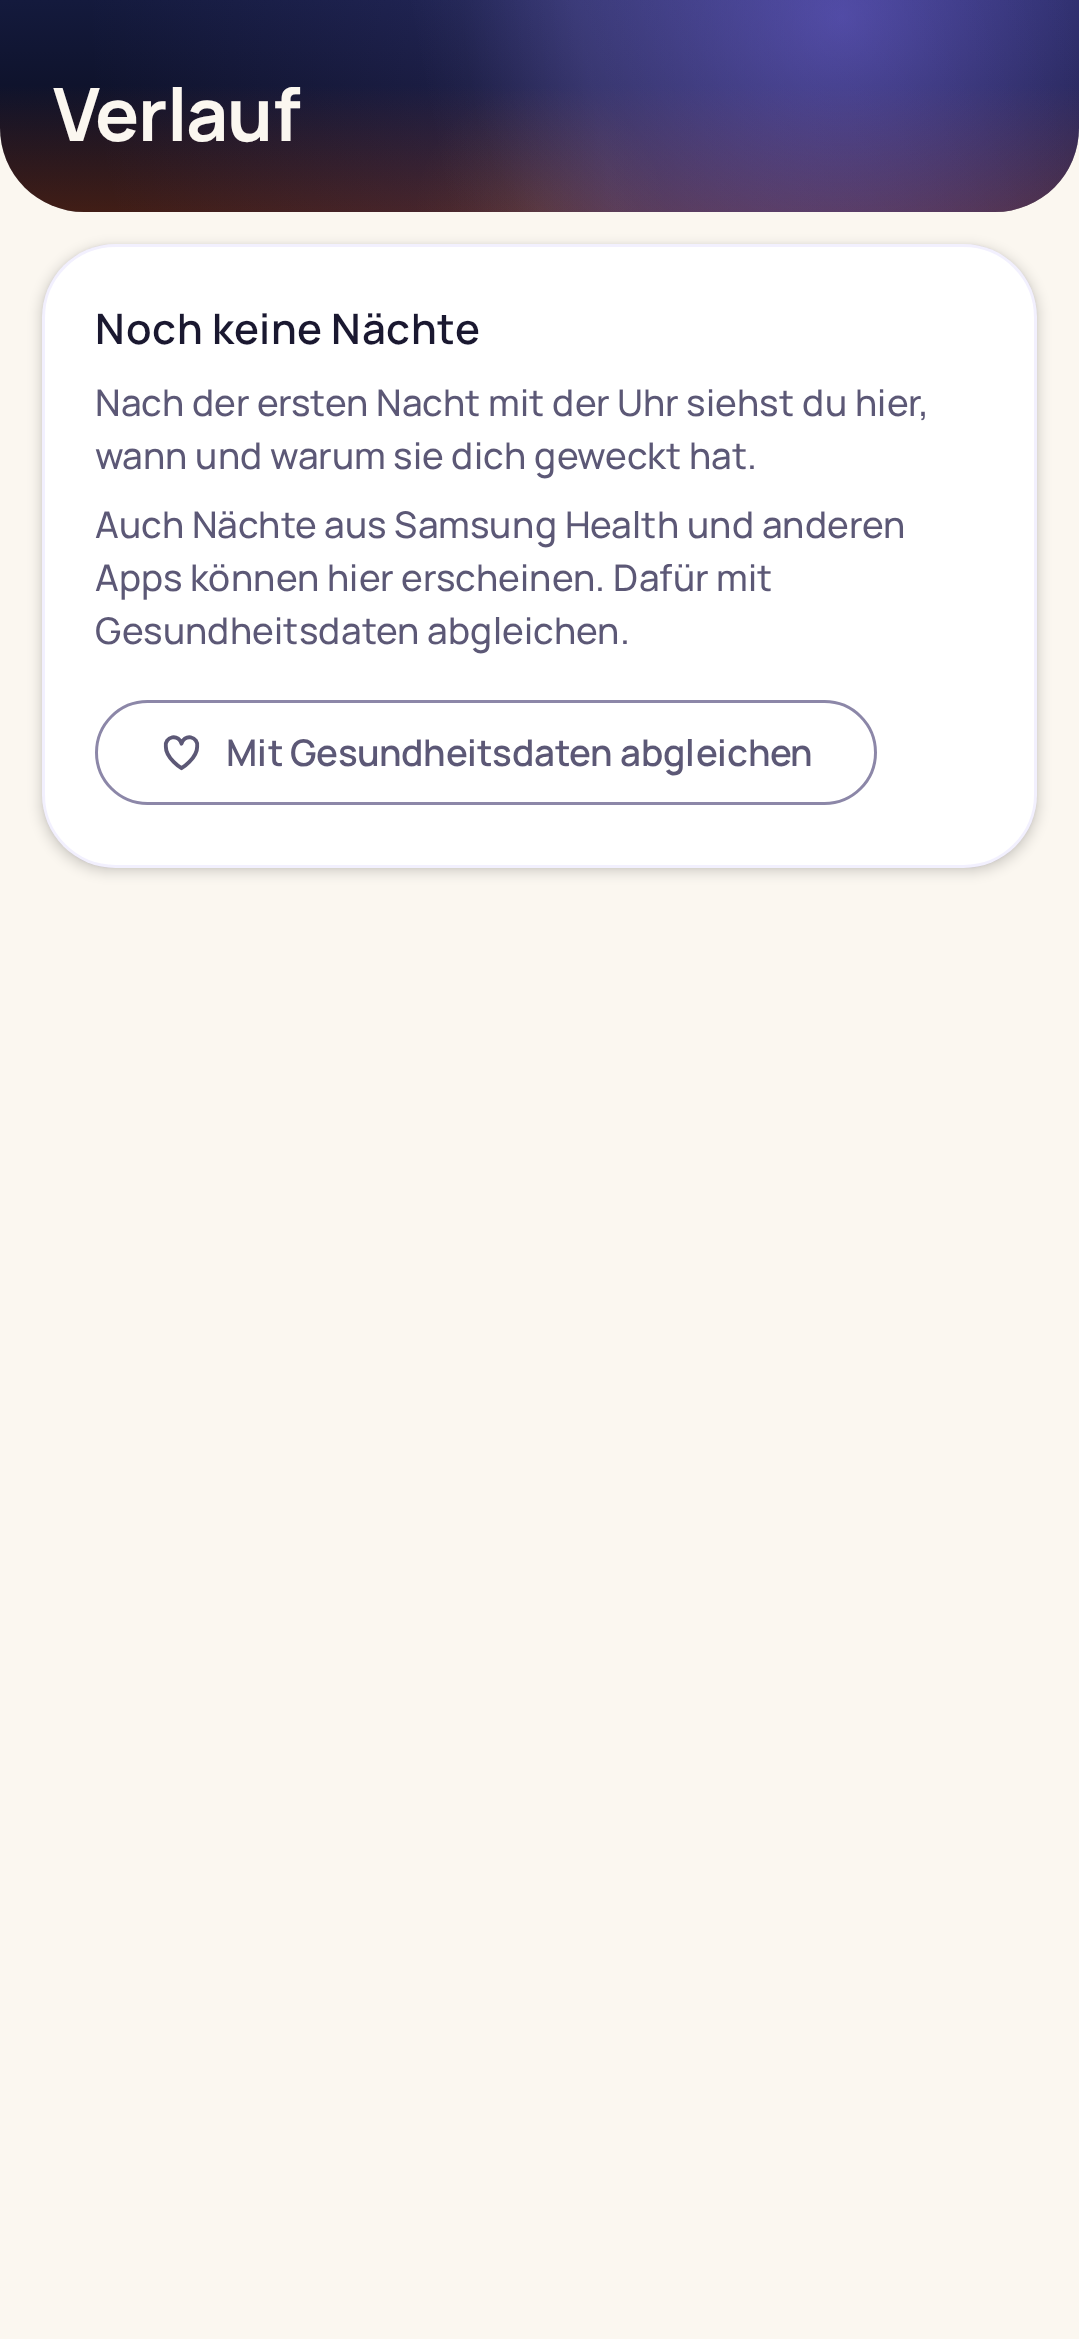 Verlauf
Noch keine Nächte
Nach der ersten Nacht mit der Uhr siehst du hier,
wann und warum sie dich geweckt hat.
Auch Nächte aus Samsung Health und anderen
Apps können hier erscheinen. Dafür mit
Gesundheitsdaten abgleichen.
Mit Gesundheitsdaten abgleichen